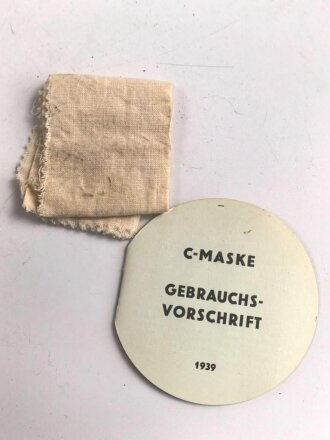 C-MASKE
GEBRAUCHS-
VORSCHRIFT
1939